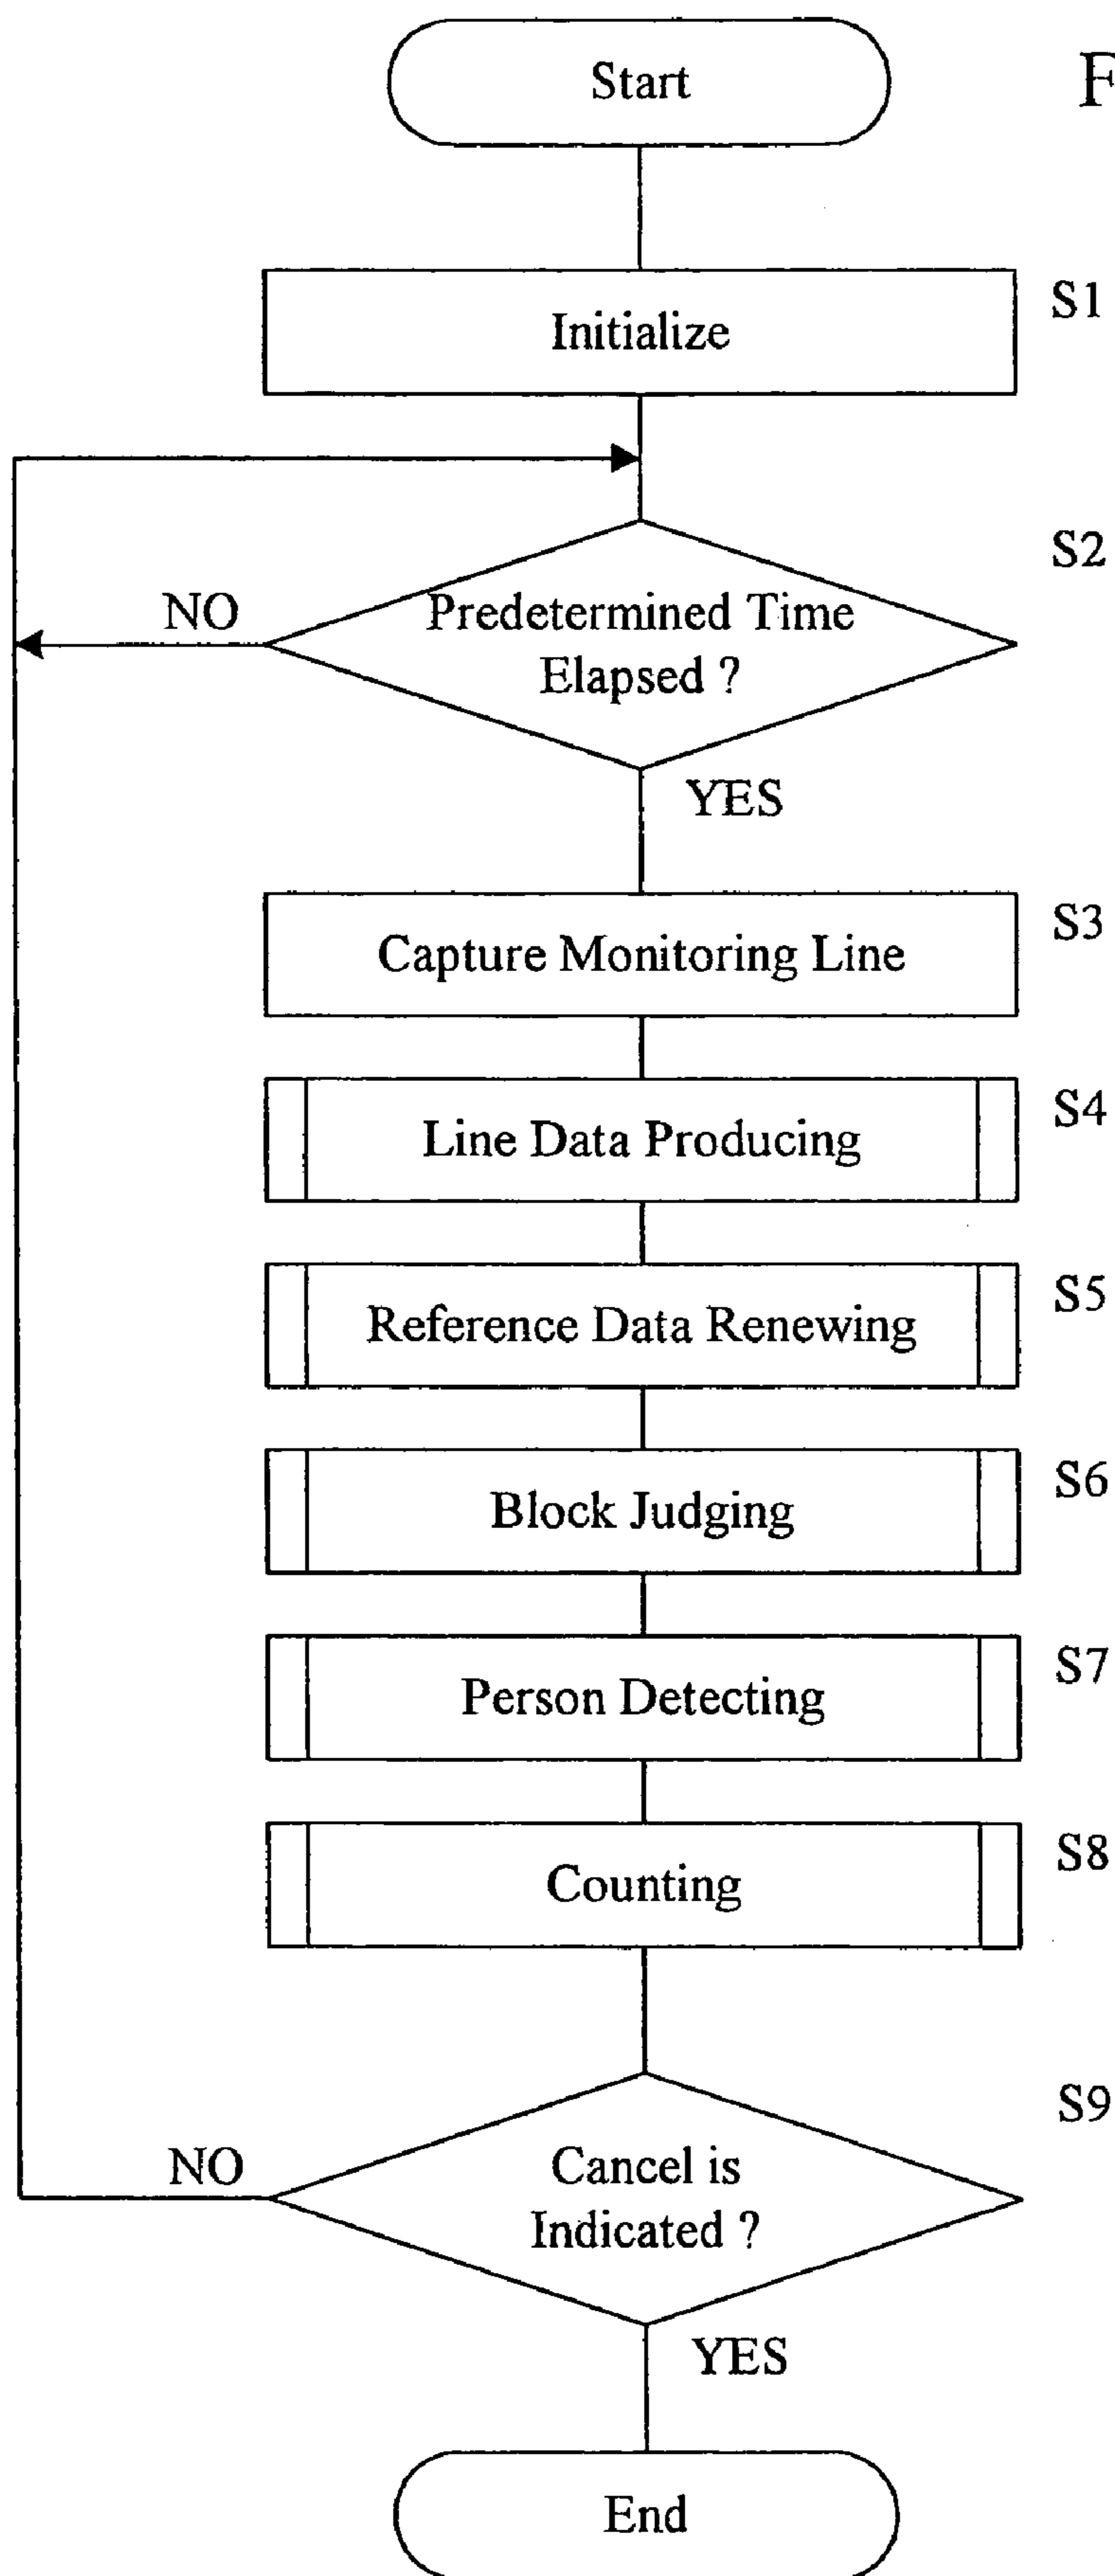 Start
F
Initialize
S1
S2
NO
Predetermined Time
Elapsed ?
YES
Capture Monitoring Line
S3
Line Data Producing
S4
Reference Data Renewing
S5
Block Judging
S6
Person Detecting
S7
Counting
S8
S9
NO
Cancel is
Indicated ?
YES
End